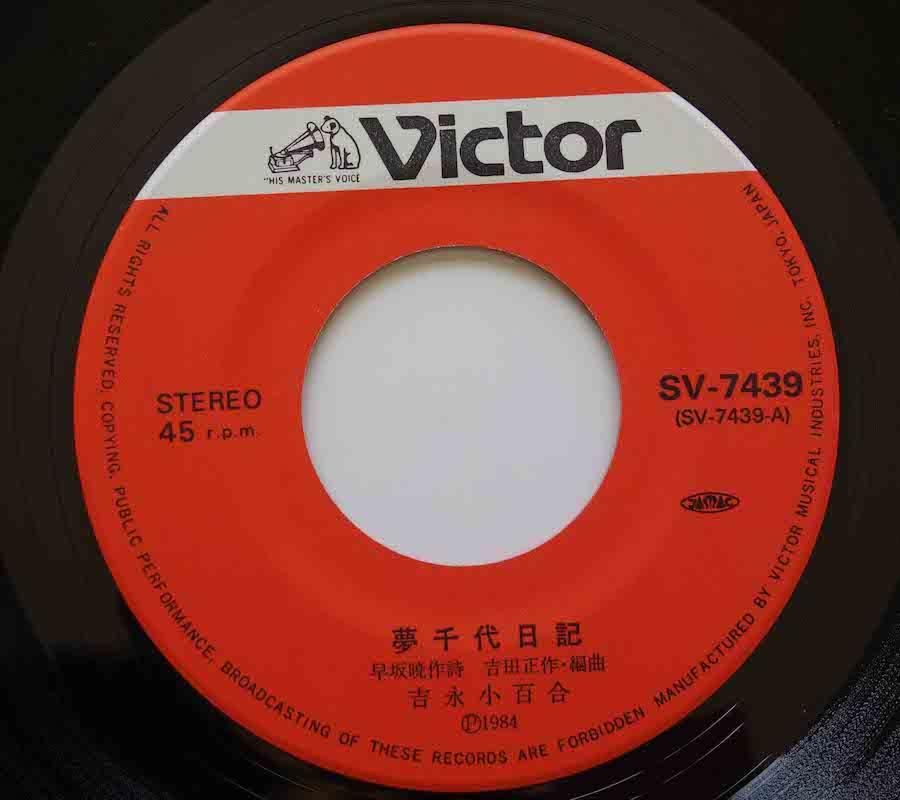 Victor
"HIS MASTER'S VOICE
STEREO
45 r.p.m.
SV-7439
(SV-7439-A)
夢千代日記
早坂暁作詩 吉田正作・編曲
吉永小百合
Ⓟ1984
ALL RIGHTS RESERVED. COPYING, PUBLIC PERFORMANCE, BROADCASTING OF THESE RECORDS ARE FORBIDDEN MANUFACTURED BY VICTOR MUSICAL INDUSTRIES, INC. TOKYO, JAPAN